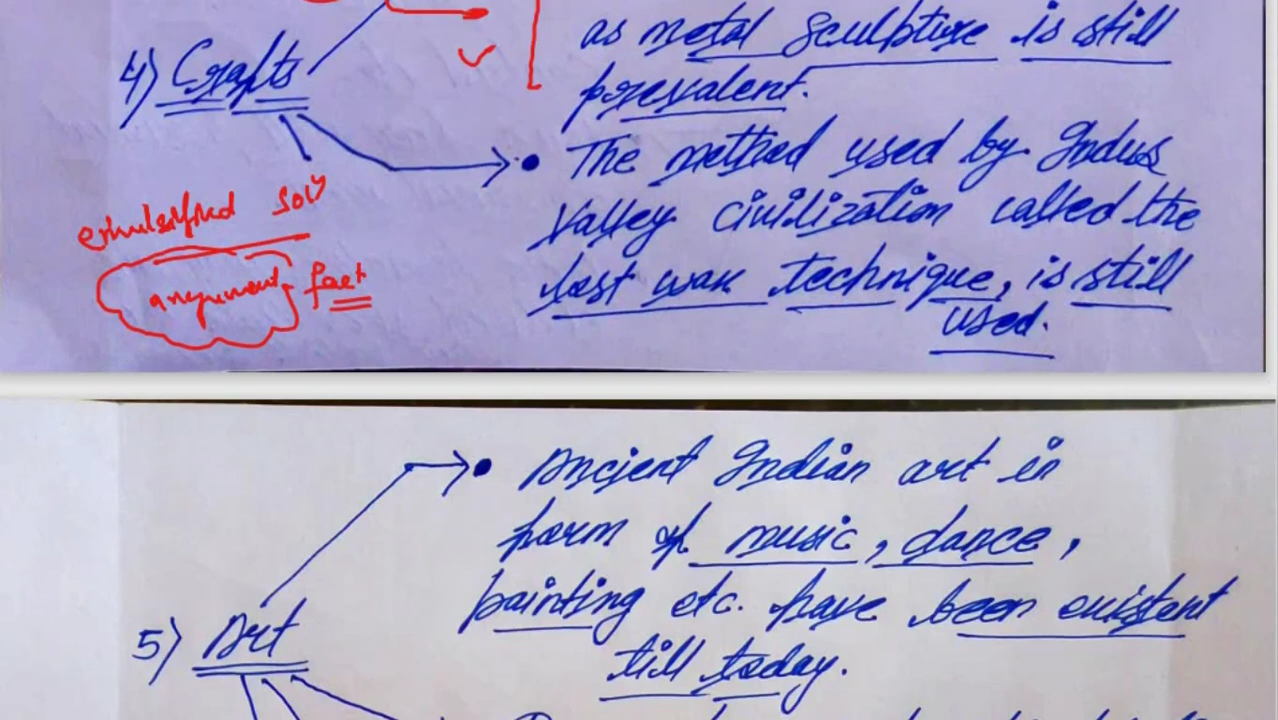 as metal sculpture is still
4) Crafts
prevalent.
• The method used by Indus
Valley Civilization called the
lost wax technique, is still
used.
emulsified soln
argument fact
• Ancient Indian art in
form of music, dance,
painting etc. have been existent
5) Art
till today.